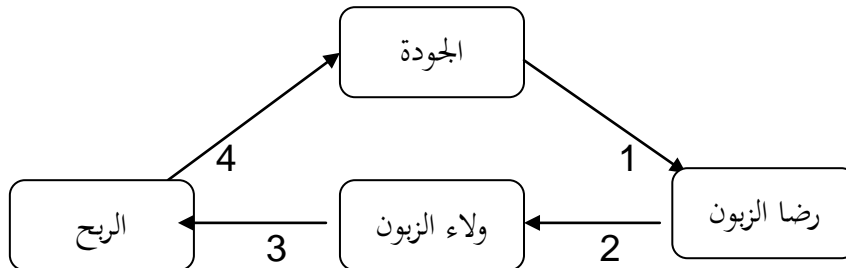 الجودة
4
1
الربح
ولاء الزبون
رضا الزبون
3
2